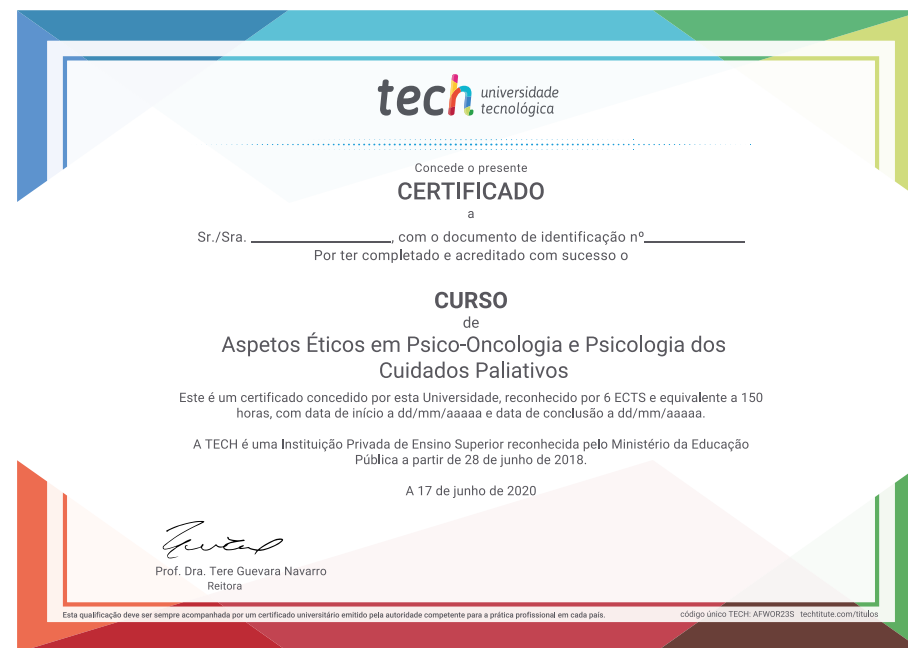 tech universidade
tecnológica
Concede o presente
CERTIFICADO
a
Sr./Sra. ____________________, com o documento de identificação nº______________
Por ter completado e acreditado com sucesso o
CURSO
de
Aspetos Éticos em Psico-Oncologia e Psicologia dos
Cuidados Paliativos
Este é um certificado concedido por esta Universidade, reconhecido por 6 ECTS e equivalente a 150
horas, com data de início a dd/mm/aaaaa e data de conclusão a dd/mm/aaaaa.
A TECH é uma Instituição Privada de Ensino Superior reconhecida pelo Ministério da Educação
Pública a partir de 28 de junho de 2018.
A 17 de junho de 2020
Prof. Dra. Tere Guevara Navarro
Reitora
Esta qualificação deve ser sempre acompanhada por um certificado universitário emitido pela autoridade competente para a prática profissional em cada país.
código único TECH: AFWOR23S techtitute.com/titulos